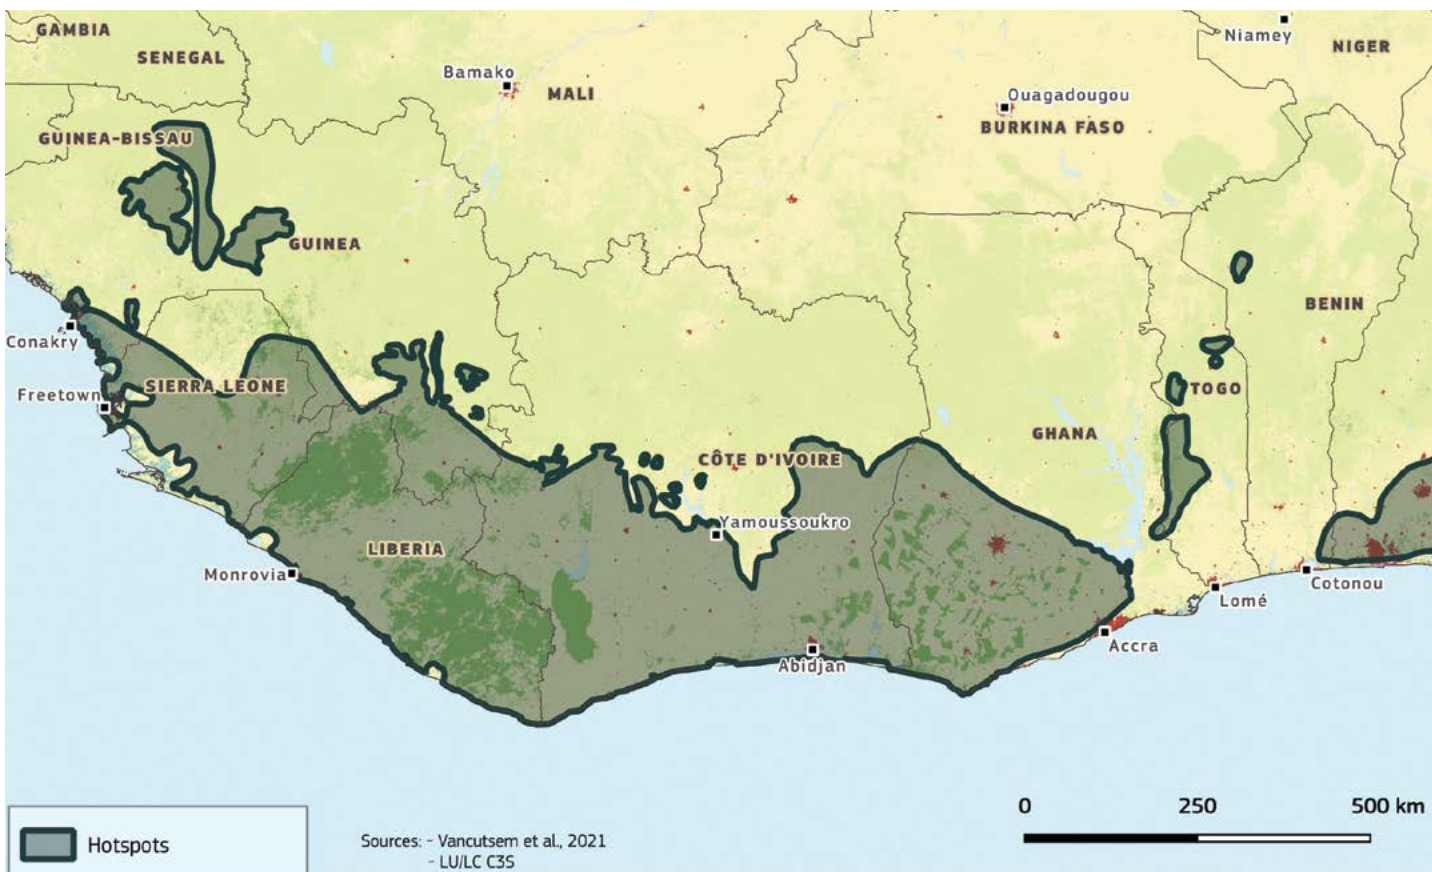 GAMBIA
SENEGAL
Bamako
MALI
Niamey
NIGER
Ouagadougou
BURKINA FASO
GUINEA-BISSAU
GUINEA
BENIN
Conakry
SIERRA LEONE
Freetown
TOGO
GHANA
CÔTE D'IVOIRE
Yamoussoukro
LIBERIA
Monrovia
Cotonou
Lomé
Accra
Abidjan
0 250 500 km
Hotspots
Sources: - Vancutsem et al., 2021
- LU/LC C3S